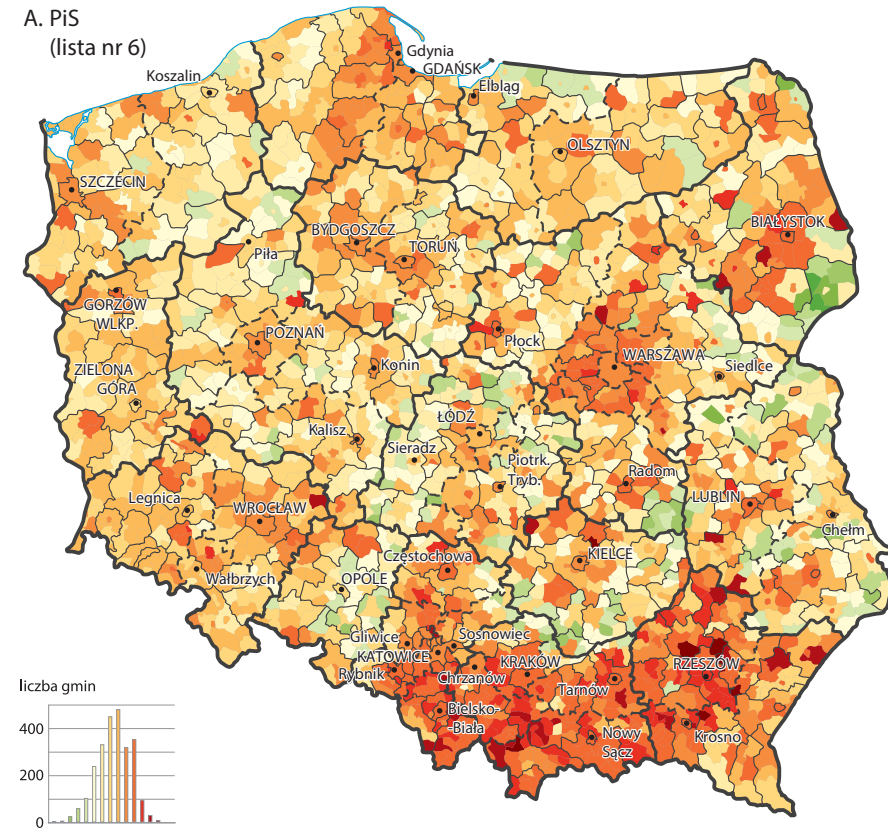 A. PiS
(lista nr 6)
Gdynia
GDAŃSK
Koszalin
Elbląg
OLSZTYN
SZCZECIN
BIAŁYSTOK
BYDGOSZCZ
TORUŃ
Piła
GORZÓW
WLKP.
POZNAŃ
Płock
WARSZAWA
Siedlce
Konin
ZIELONA
GÓRA
ŁÓDŹ
Kalisz
Sieradz
Piotrk.
Tryb.
Radom
LUBLIN
Legnica
WROCŁAW
Chełm
Częstochowa
KIELCE
Wałbrzych
OPOLE
Gliwice
Sosnowiec
KATOWICE
KRAKÓW
RZESZÓW
Rybnik
Chrzanów
Tarnów
Bielsko-
-Biała
Nowy
Sącz
Krosno
liczba gmin
400
200
0